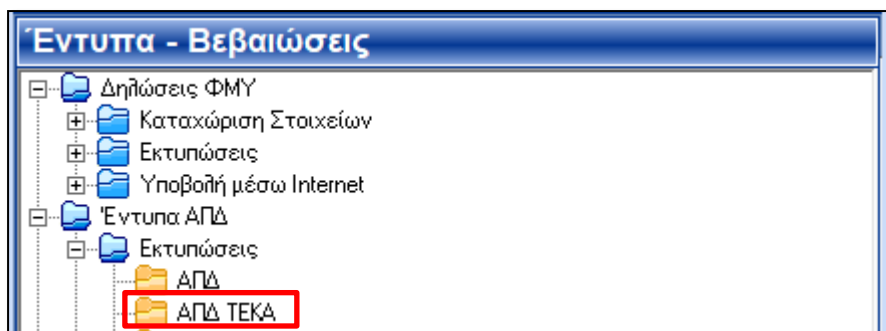 Έντυπα - Βεβαιώσεις
Δηλώσεις ΦΜΥ
Καταχώριση Στοιχείων
Εκτυπώσεις
Υποβολή μέσω Internet
Έντυπα ΑΠΔ
Εκτυπώσεις
ΑΠΔ
ΑΠΔ ΤΕΚΑ